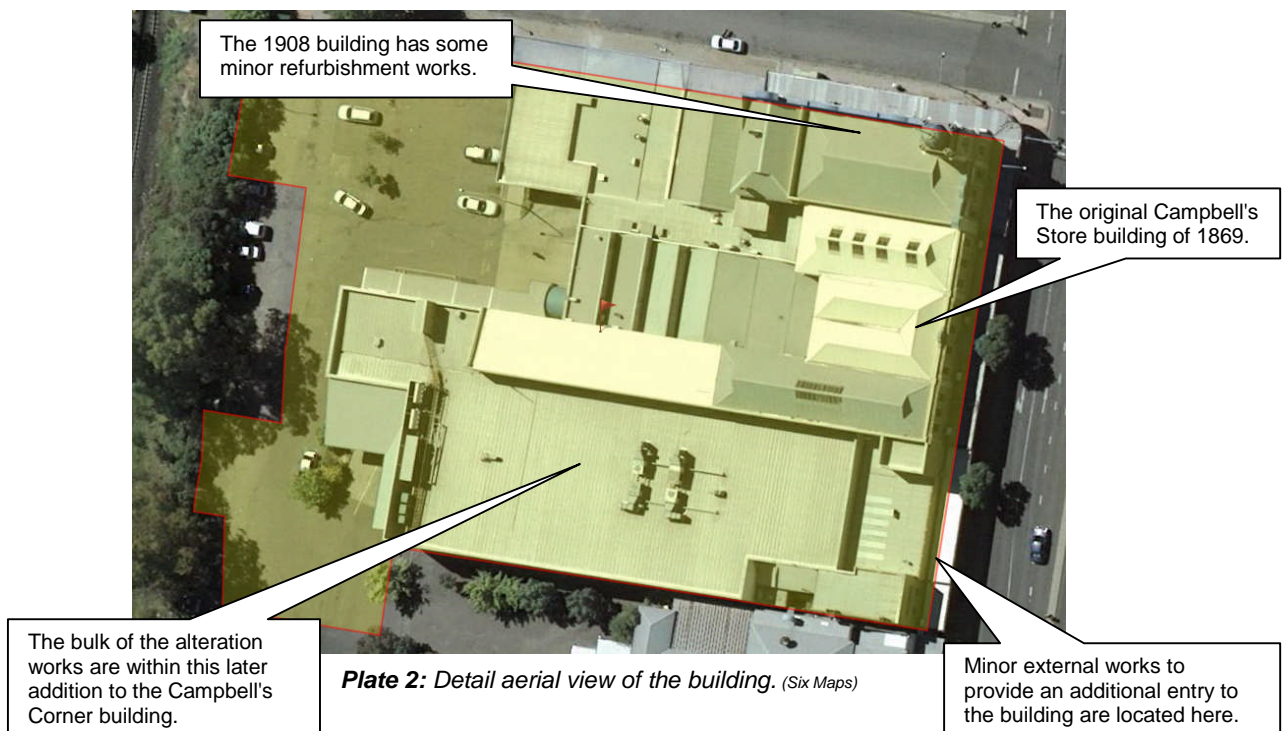 The 1908 building has some
minor refurbishment works.
The original Campbell's
Store building of 1869.
The bulk of the alteration
works are within this later
addition to the Campbell's
Corner building.
Plate 2: Detail aerial view of the building. (Six Maps)
Minor external works to
provide an additional entry to
the building are located here.